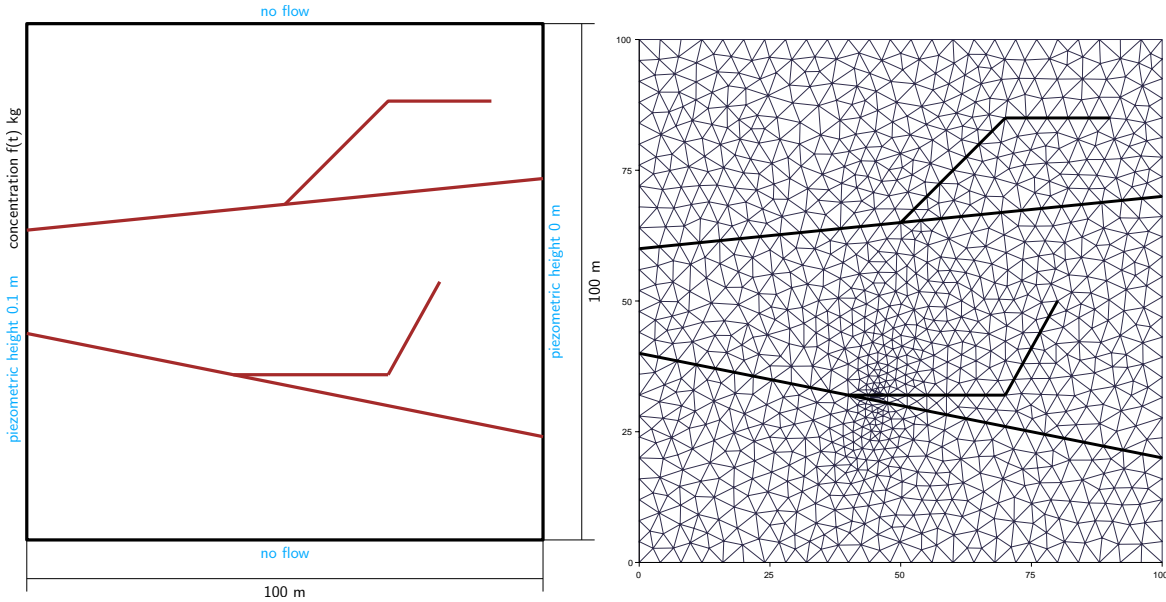 no flow
concentration f(t) kg
piezometric height 0.1 m
piezometric height 0 m
100 m
no flow
100 m
100
75
50
25
0
0
25
50
75
100